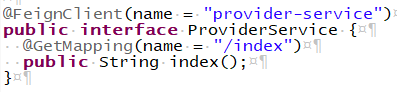 @FeignClient(name = "provider-service")¤¶
public interface ProviderService {¤¶
  @GetMapping(name = "/index")¤¶
  public String index();¤¶
}¤¶